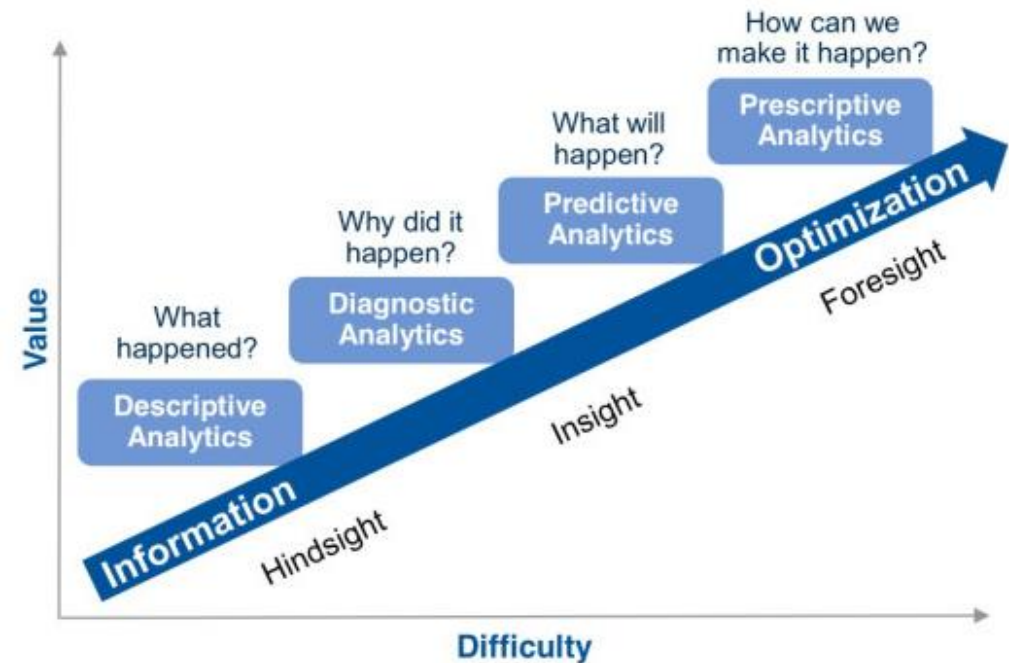 How can we
make it happen?
Prescriptive
Analytics
What will
happen?
Predictive
Analytics
Why did it
happen?
Diagnostic
Analytics
What
happened?
Descriptive
Analytics
Information
Optimization
Hindsight
Insight
Foresight
Value
Difficulty